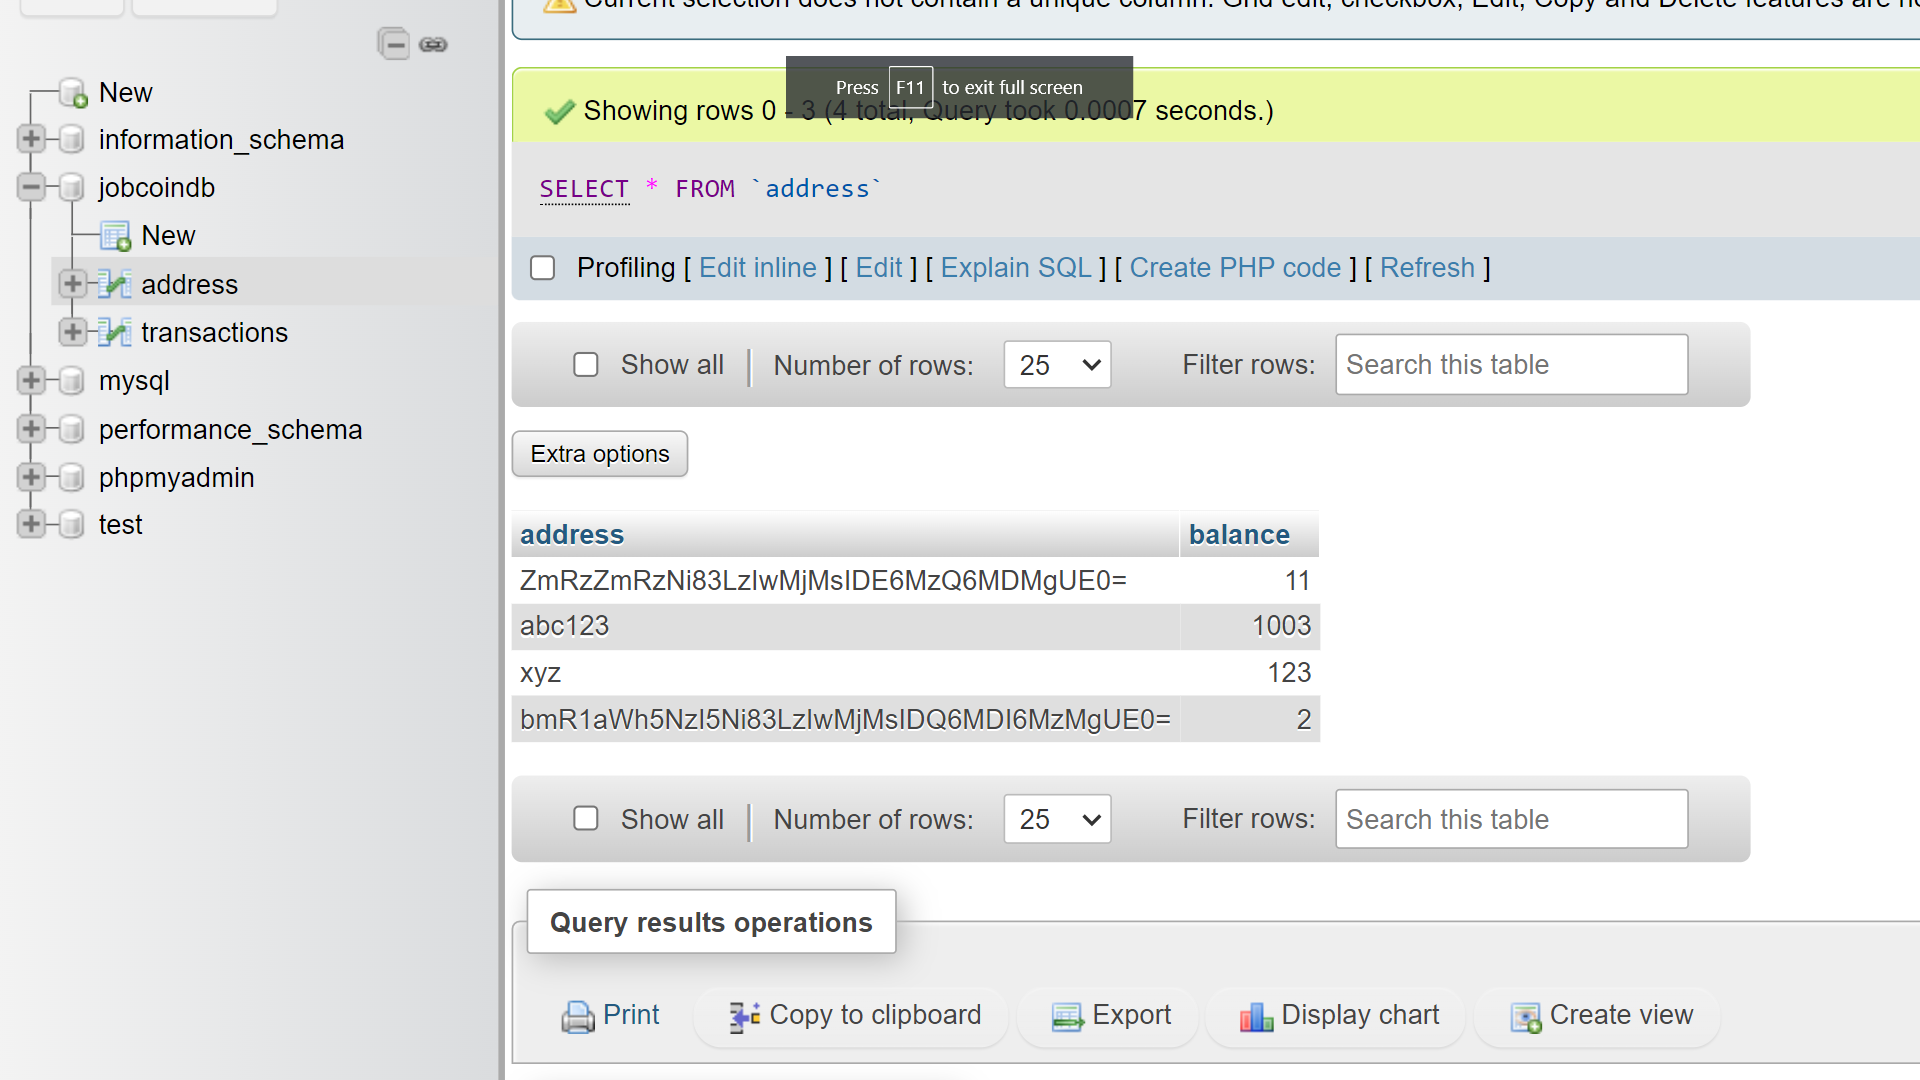 Current selection does not contain a unique column. Grid edit, checkbox, Edit, Copy and Delete features are
Press F11 to exit full screen
Showing rows 0 - 3 (4 total, Query took 0.0007 seconds.)
SELECT * FROM `address`
Profiling [ Edit inline ] [ Edit ] [ Explain SQL ] [ Create PHP code ] [ Refresh ]
Show all | Number of rows: 25 Filter rows: Search this table
Extra options
address balance
ZmRzZmRzNi83LzIwMjMsIDE6MzQ6MDMgUE0= 11
abc123 1003
xyz 123
bmR1aWh5NzI5Ni83LzIwMjMsIDQ6MDI6MzMgUE0= 2
Show all | Number of rows: 25 Filter rows: Search this table
Query results operations
Print Copy to clipboard Export Display chart Create view
New
information_schema
jobcoindb
New
address
transactions
mysql
performance_schema
phpmyadmin
test